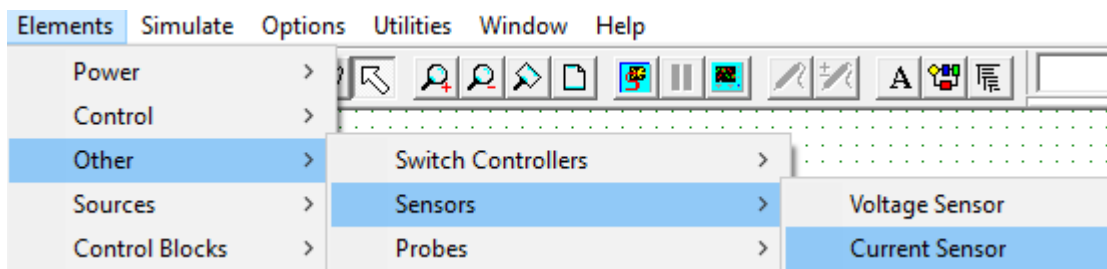 Elements Simulate Options Utilities Window Help
Power
A
Control
Other
Switch Controllers
Sources
Sensors
Voltage Sensor
Control Blocks
Probes
Current Sensor